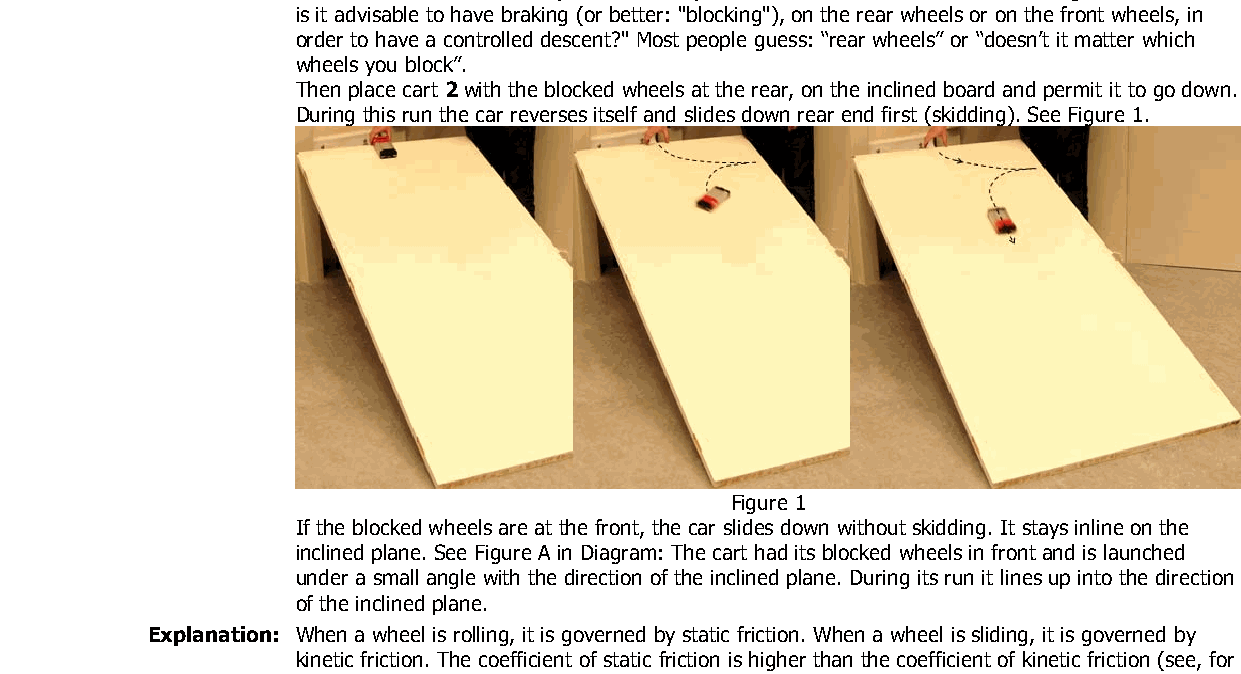 is it advisable to have braking (or better: "blocking"), on the rear wheels or on the front wheels, in
order to have a controlled descent?" Most people guess: “rear wheels” or “doesn’t it matter which
wheels you block”.
Then place cart 2 with the blocked wheels at the rear, on the inclined board and permit it to go down.
During this run the car reverses itself and slides down rear end first (skidding). See Figure 1.
Figure 1
If the blocked wheels are at the front, the car slides down without skidding. It stays inline on the
inclined plane. See Figure A in Diagram: The cart had its blocked wheels in front and is launched
under a small angle with the direction of the inclined plane. During its run it lines up into the direction
of the inclined plane.
Explanation: When a wheel is rolling, it is governed by static friction. When a wheel is sliding, it is governed by
kinetic friction. The coefficient of static friction is higher than the coefficient of kinetic friction (see, for